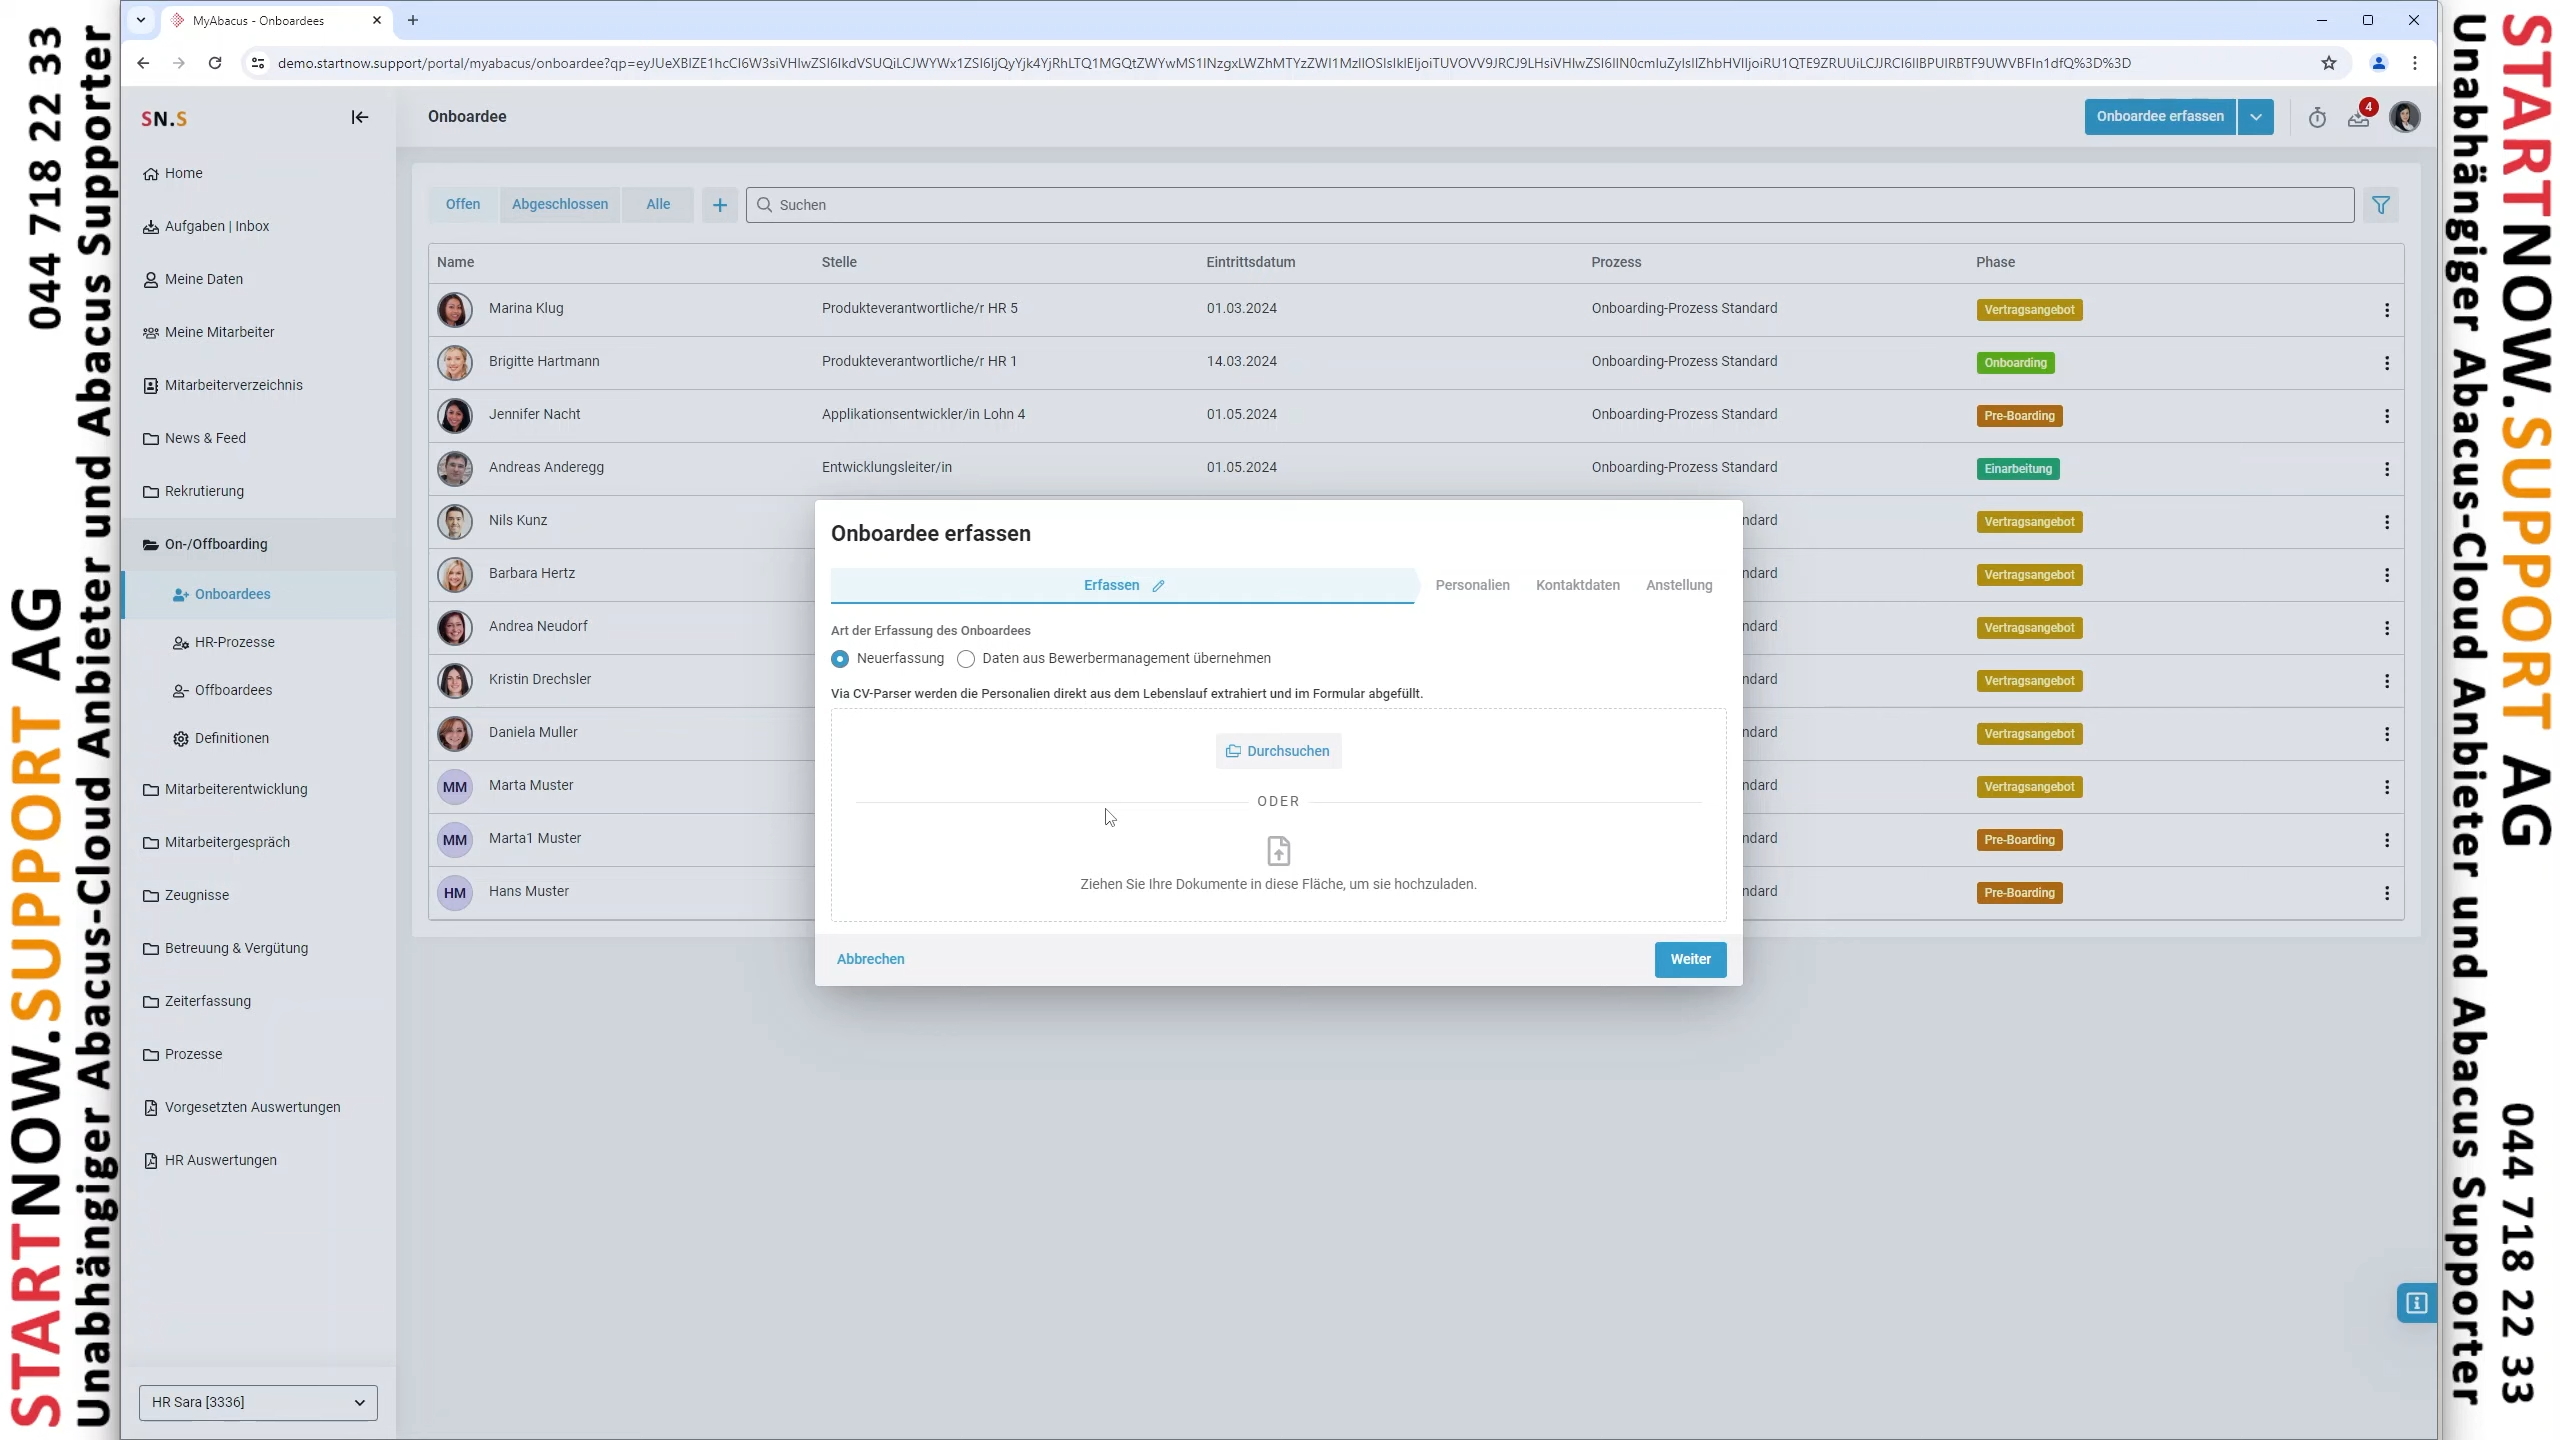 STARTNOW.SUPPORT AG
Unabhängiger Abacus-Cloud Anbieter und Abacus Supporter
044 718 22 33
MyAbacus - Onboardees
SN.S
Home
Aufgaben | Inbox
Meine Daten
Meine Mitarbeiter
Mitarbeiterverzeichnis
News & Feed
Rekrutierung
On-/Offboarding
Onboardees
HR-Prozesse
Offboardees
Definitionen
Mitarbeiterentwicklung
Mitarbeitergespräch
Zeugnisse
Betreuung & Vergütung
Zeiterfassung
Prozesse
Vorgesetzten Auswertungen
HR Auswertungen
HR Sara [3336]
Onboardee
Onboardee erfassen
4
Offen Abgeschlossen Alle + Suchen
Name Stelle Eintrittsdatum Prozess Phase
Marina Klug Produkteverantwortliche/r HR 5 01.03.2024 Onboarding-Prozess Standard Vertragsangebot
Brigitte Hartmann Produkteverantwortliche/r HR 1 14.03.2024 Onboarding-Prozess Standard Onboarding
Jennifer Nacht Applikationsentwickler/in Lohn 4 01.05.2024 Onboarding-Prozess Standard Pre-Boarding
Andreas Anderegg Entwicklungsleiter/in 01.05.2024 Onboarding-Prozess Standard Einarbeitung
Nils Kunz ndard Vertragsangebot
Barbara Hertz ndard Vertragsangebot
Andrea Neudorf ndard Vertragsangebot
Kristin Drechsler ndard Vertragsangebot
Daniela Muller ndard Vertragsangebot
MM Marta Muster ndard Vertragsangebot
MM Marta1 Muster ndard Pre-Boarding
HM Hans Muster ndard Pre-Boarding
Onboardee erfassen
Erfassen Personalien Kontaktdaten Anstellung
Art der Erfassung des Onboardees
Neuerfassung Daten aus Bewerbermanagement übernehmen
Via CV-Parser werden die Personalien direkt aus dem Lebenslauf extrahiert und im Formular abgefüllt.
Durchsuchen
ODER
Ziehen Sie Ihre Dokumente in diese Fläche, um sie hochzuladen.
Abbrechen Weiter
STARTNOW.SUPPORT AG
Unabhängiger Abacus-Cloud Anbieter und Abacus Supporter
044 718 22 33